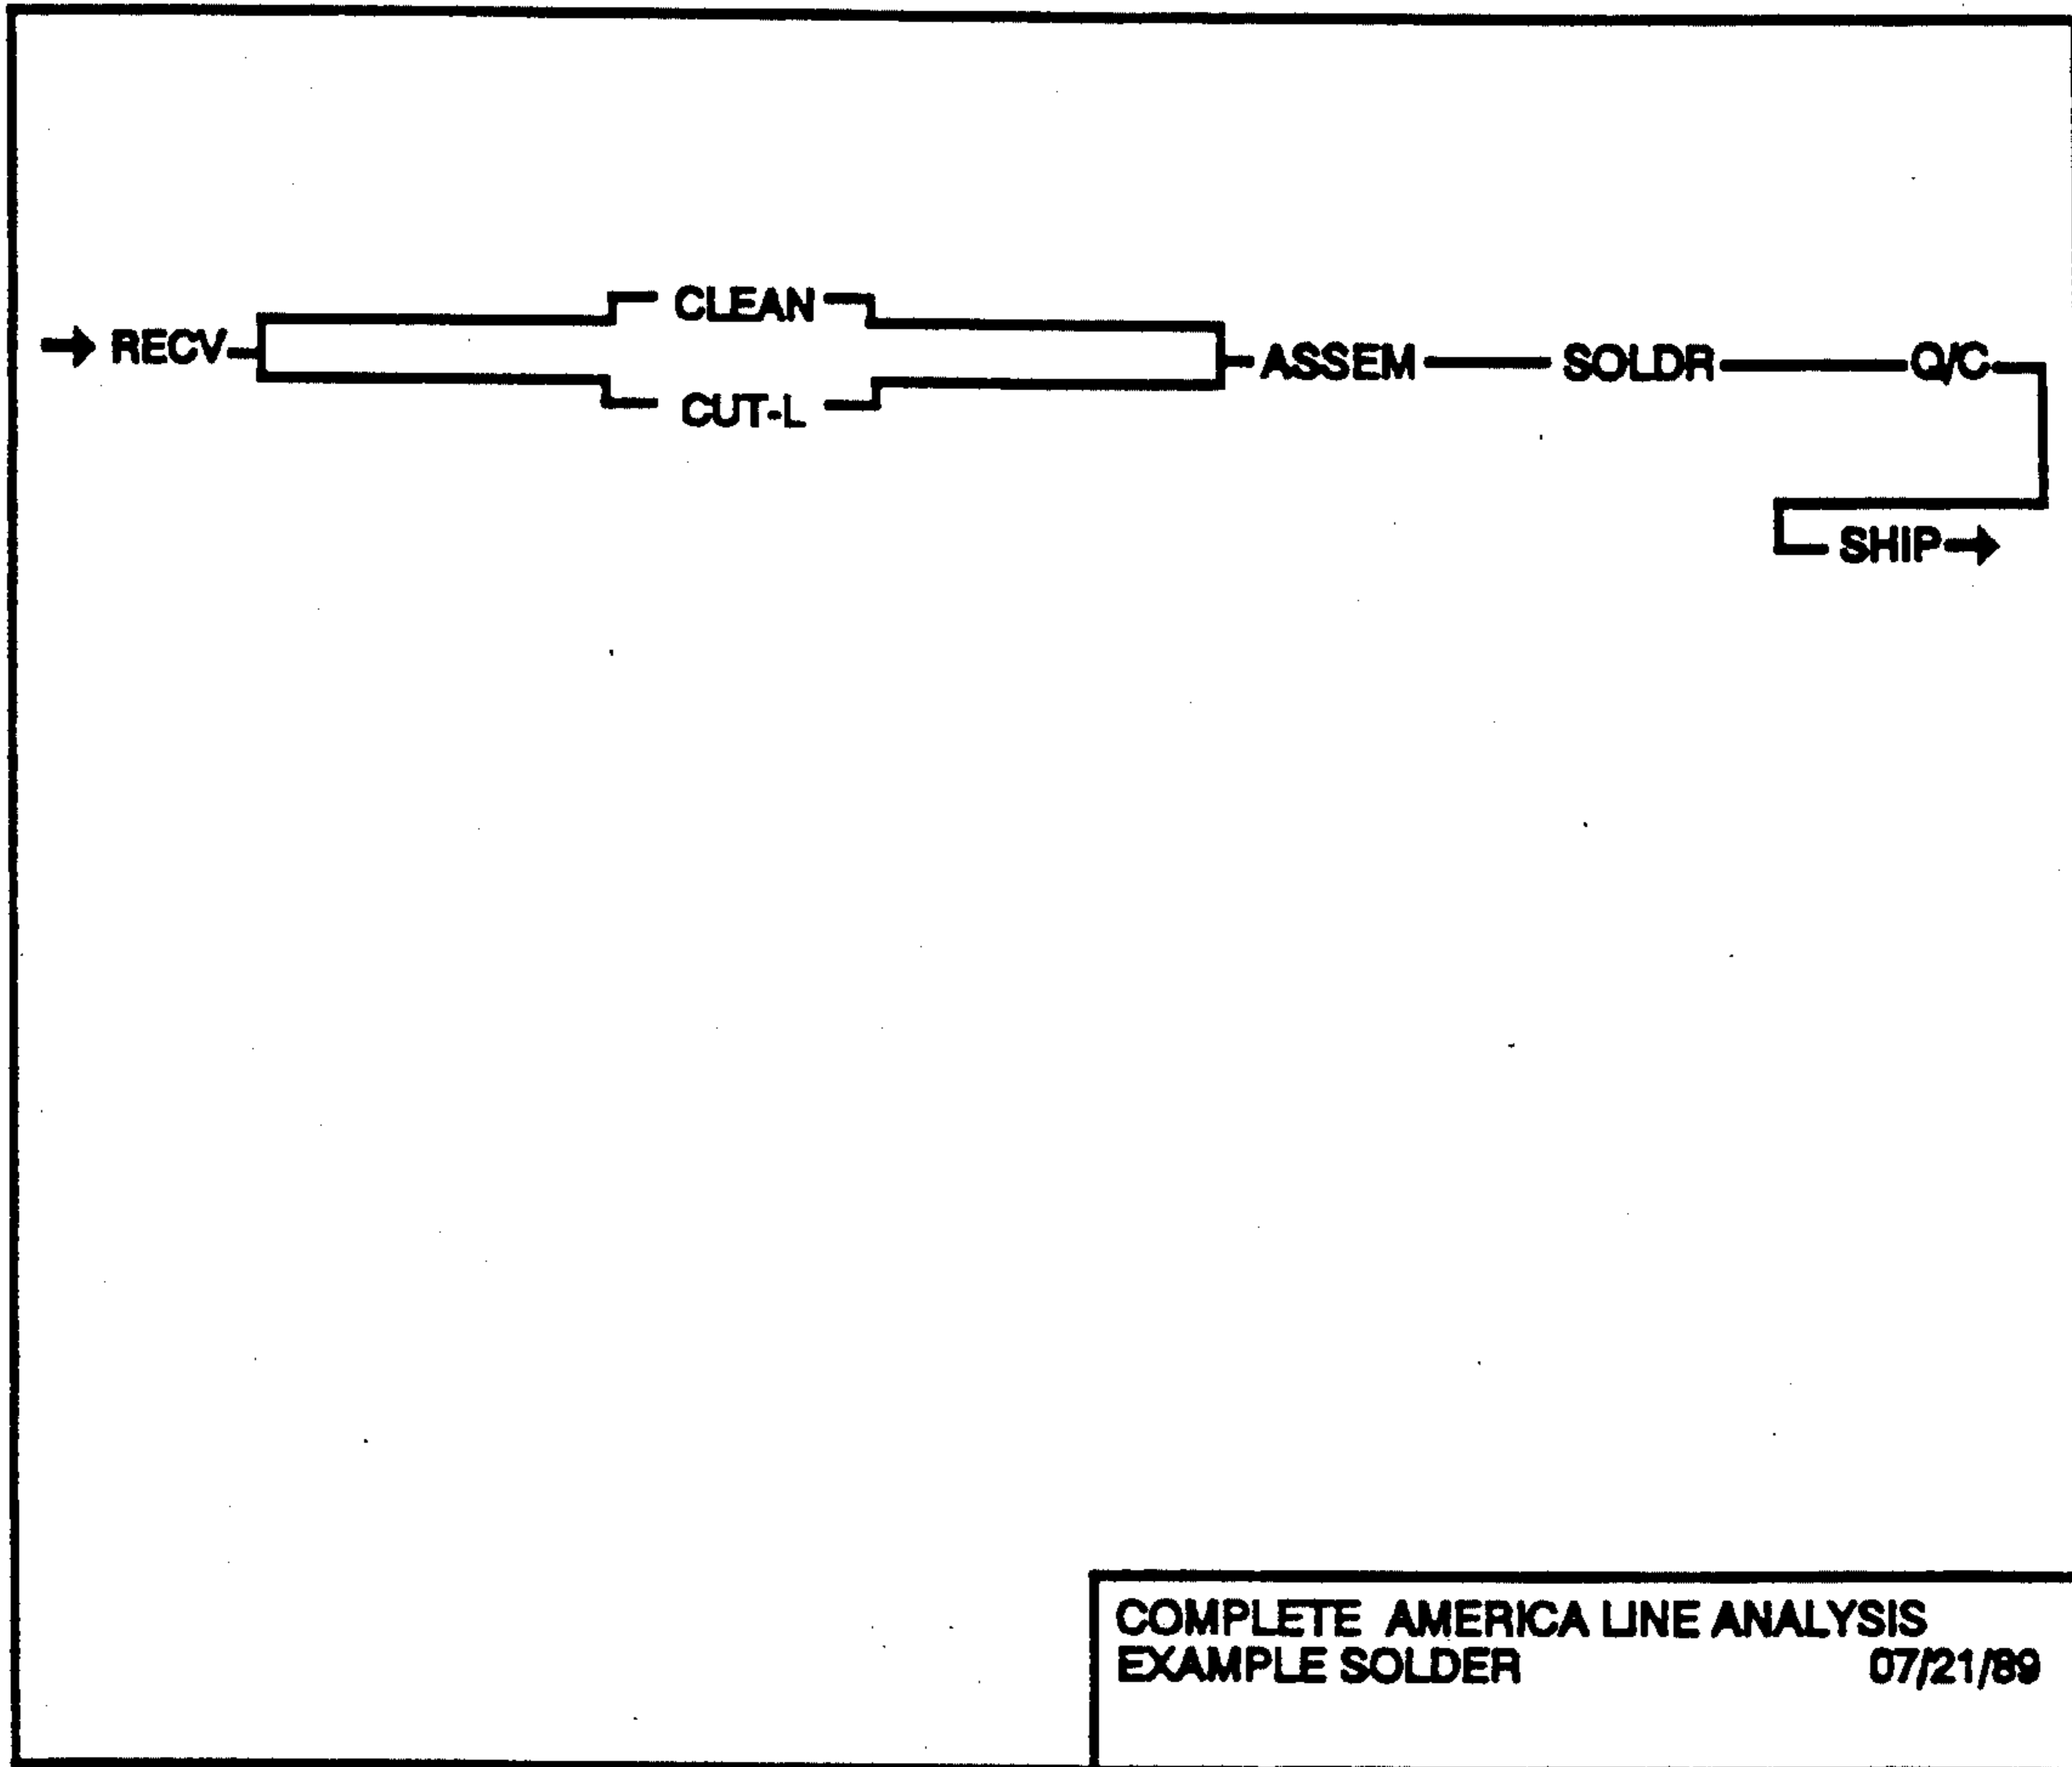 CLEAN
RECV
ASSEM
SOLDR
Q/C
CUT-L
SHIP
COMPLETE AMERICA LINE ANALYSIS
EXAMPLE SOLDER 07/21/89